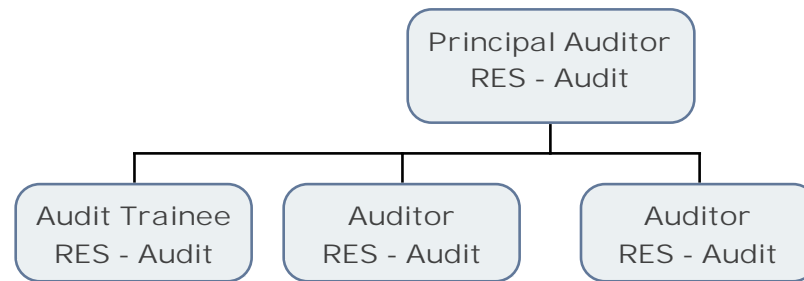 Principal Auditor
RES - Audit
Audit Trainee
RES - Audit
Auditor
RES - Audit
Auditor
RES - Audit